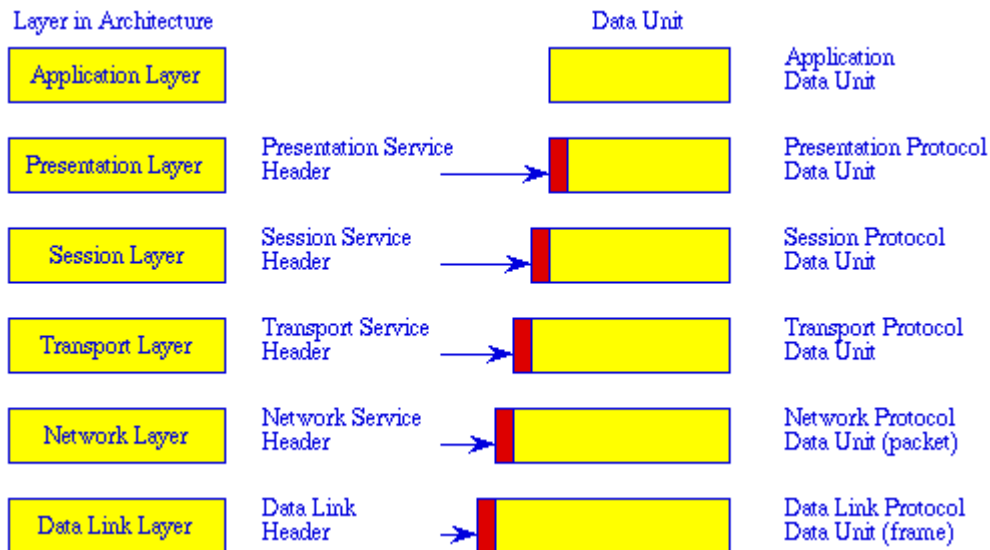 Layer in Architecture
Data Unit
Application Layer
Application
Data Unit
Presentation Layer
Presentation Service
Header
Presentation Protocol
Data Unit
Session Layer
Session Service
Header
Session Protocol
Data Unit
Transport Layer
Transport Service
Header
Transport Protocol
Data Unit
Network Layer
Network Service
Header
Network Protocol
Data Unit (packet)
Data Link Layer
Data Link
Header
Data Link Protocol
Data Unit (frame)